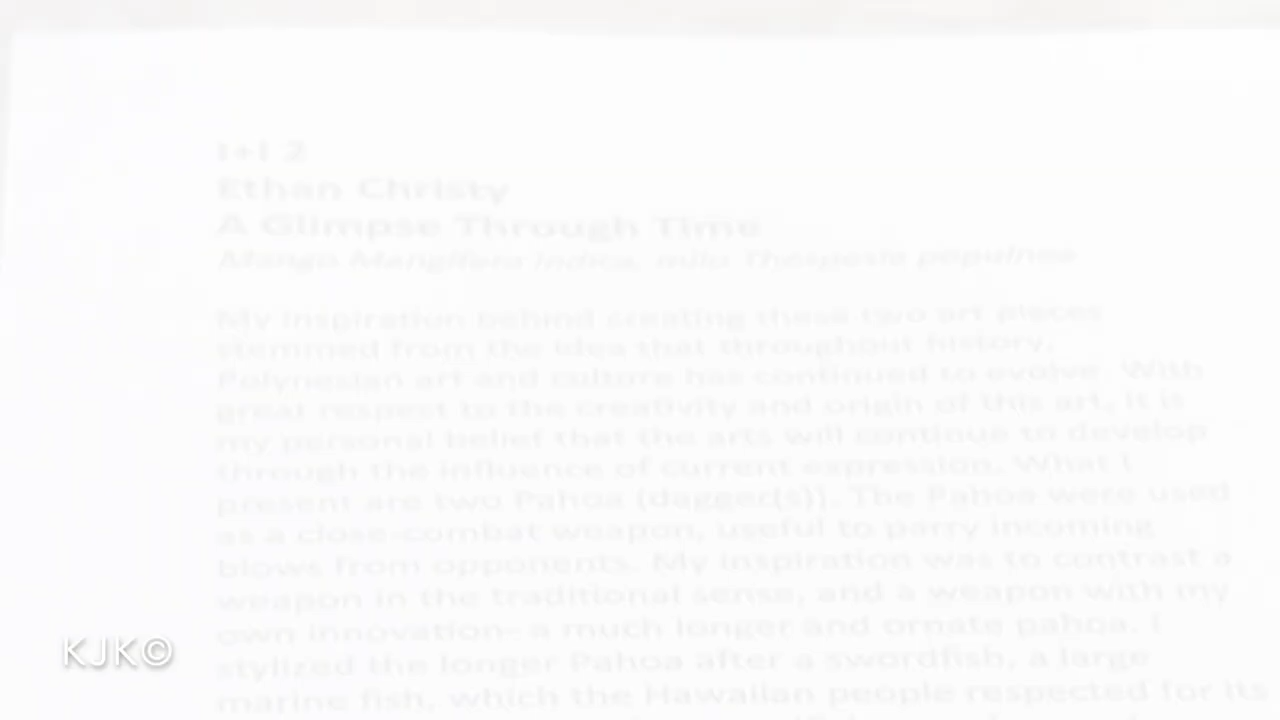 I+I 2
Ethan Christy
A Glimpse Through Time
Mango Mangifera indica, milo Thespesia populnea
My inspiration behind creating these two art pieces
stemmed from the idea that throughout history,
Polynesian art and culture has continued to evolve. With
great respect to the creativity and origin of this art, it is
my personal belief that the arts will continue to develop
through the influence of current expression. What I
present are two Pahoa (dagger(s)). The Pahoa were used
as a close-combat weapon, useful to parry incoming
blows from opponents. My inspiration was to contrast a
weapon in the traditional sense, and a weapon with my
own innovation- a much longer and ornate pahoa. I
stylized the longer Pahoa after a swordfish, a large
marine fish, which the Hawaiian people respected for its
KJK©